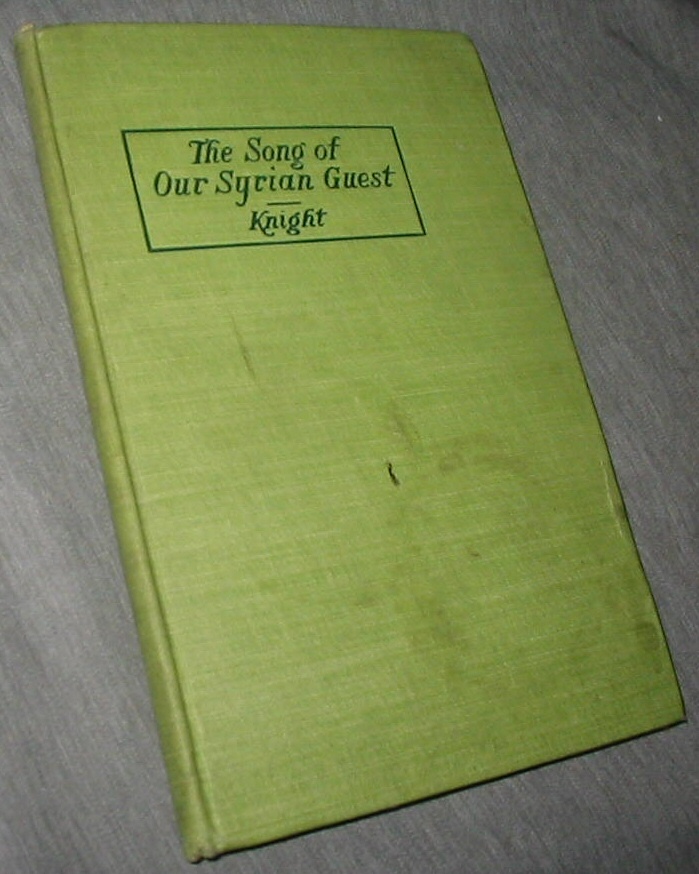 The Song of
Our Syrian Guest
Knight